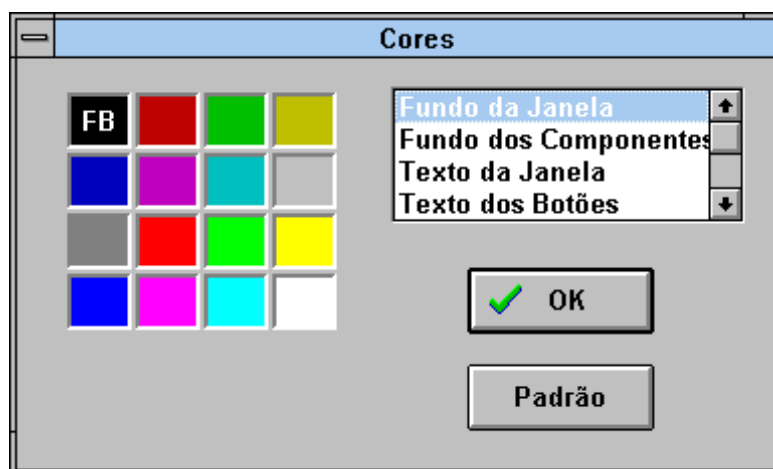 Cores
FB
Fundo da Janela
Fundo dos Componentes
Texto da Janela
Texto dos Botões
OK
Padrão